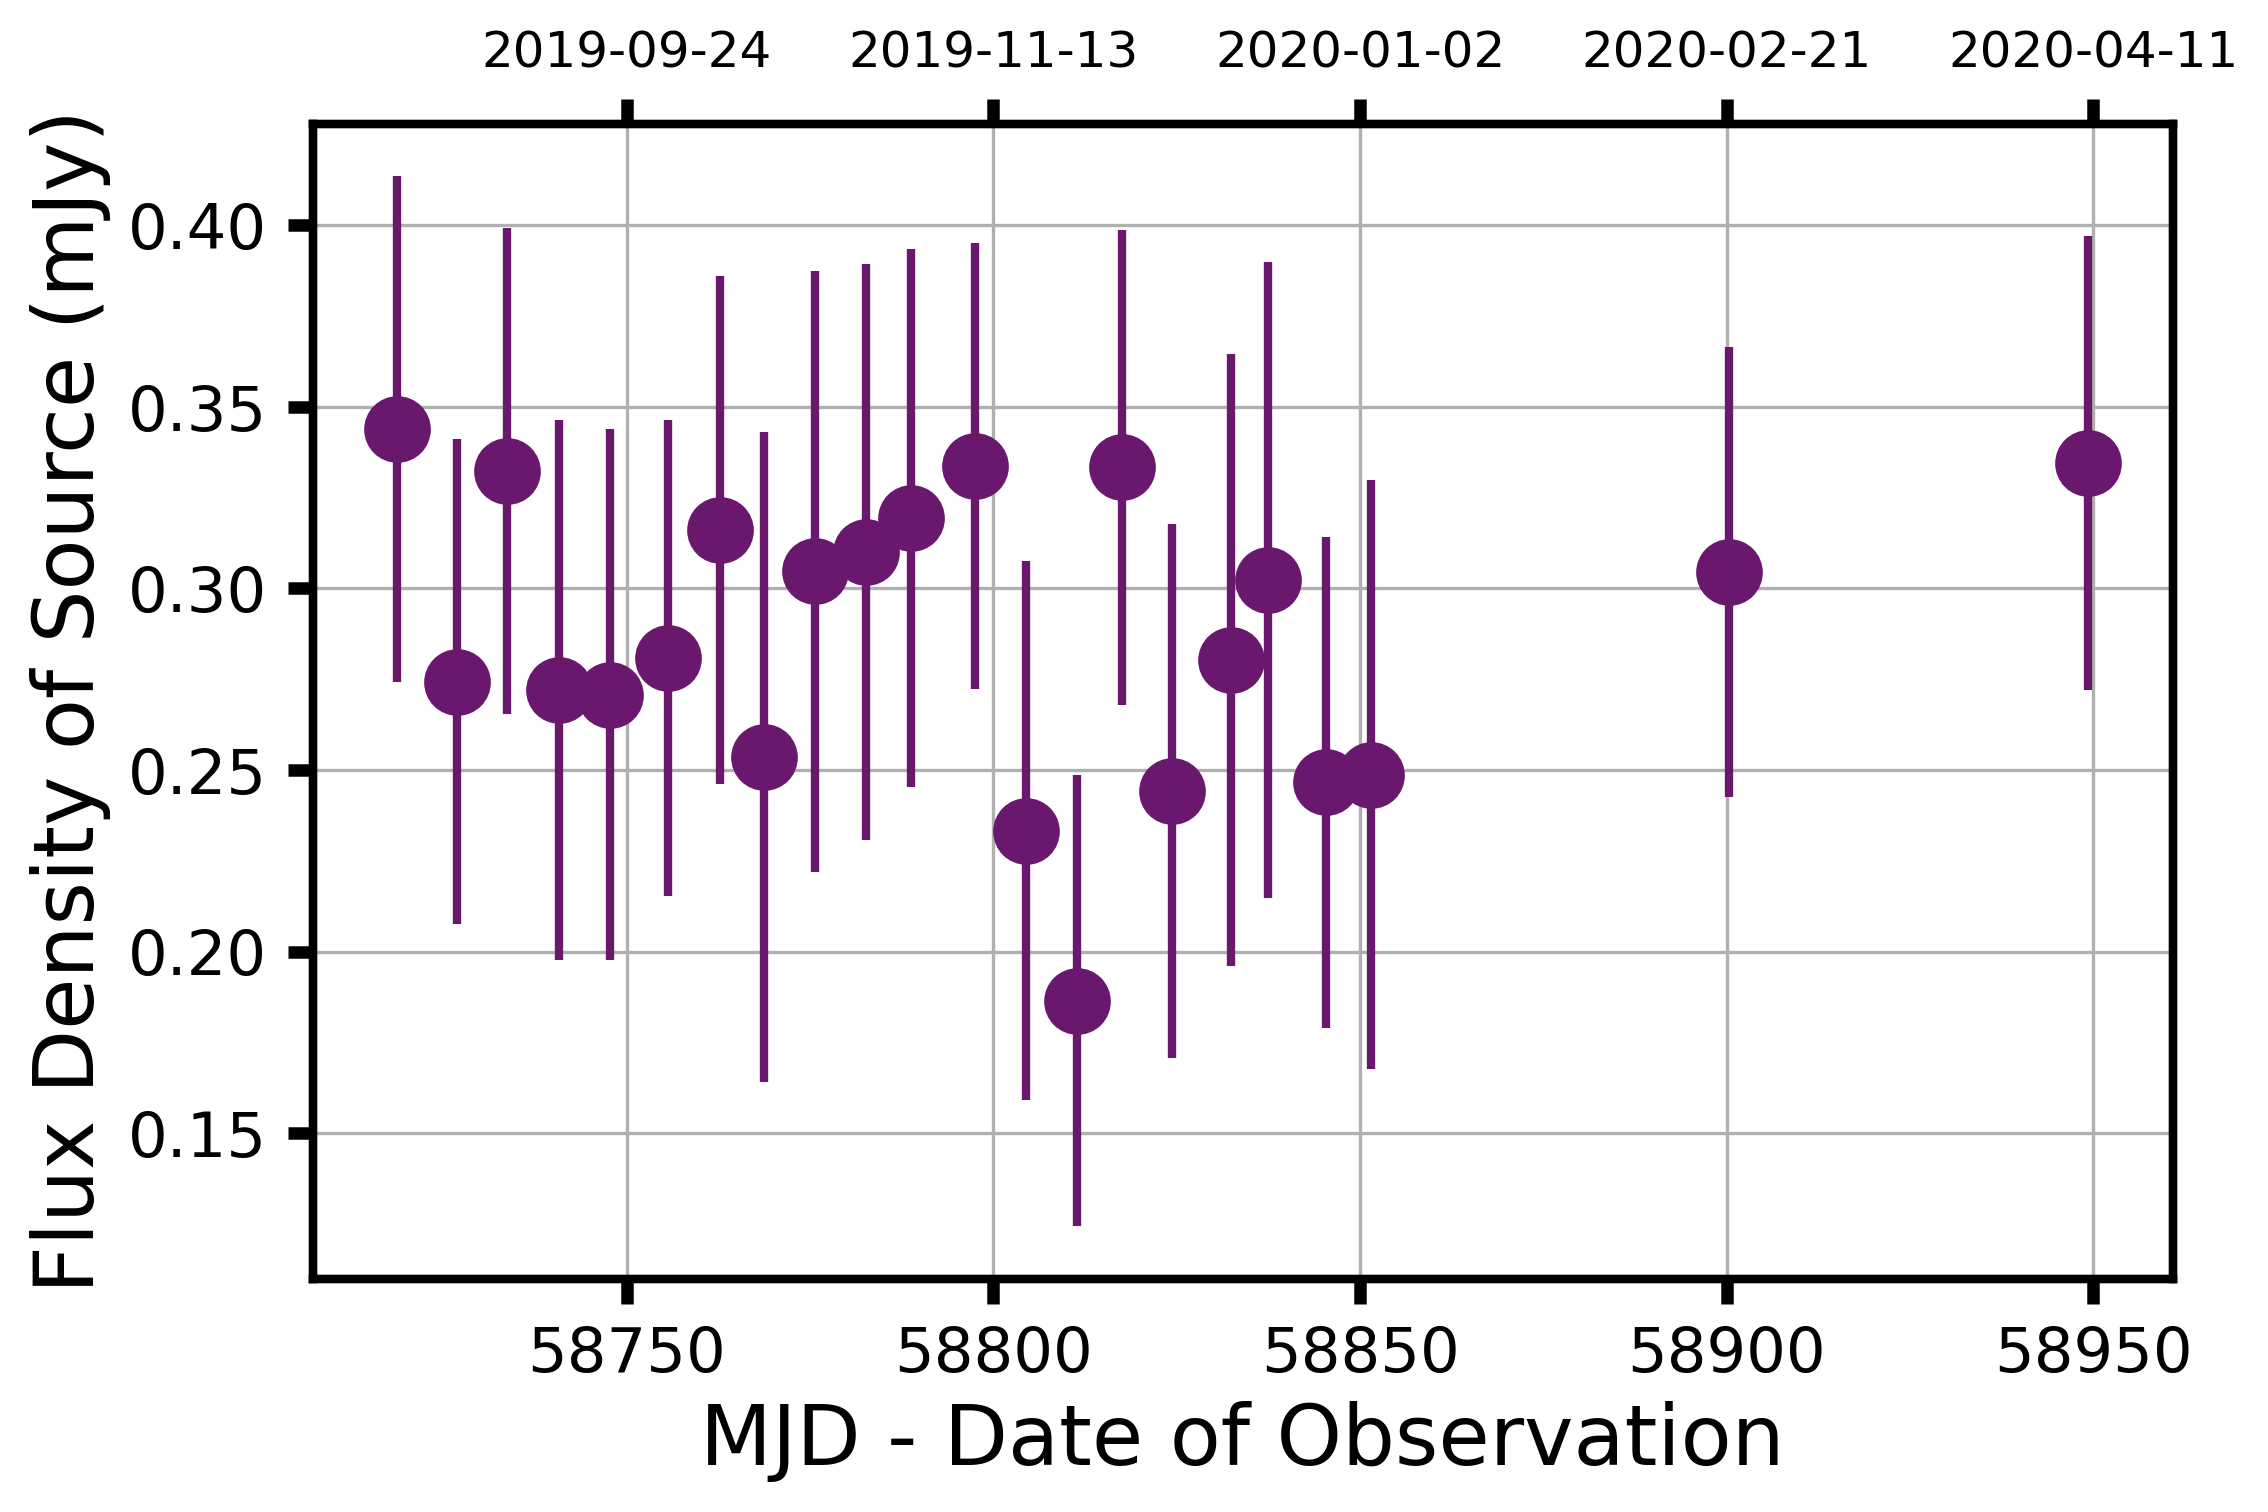 2019-09-24 2019-11-13 2020-01-02 2020-02-21 2020-04-11
Flux Density of Source (mJy)
0.40
0.35
0.30
0.25
0.20
0.15
58750 58800 58850 58900 58950
MJD - Date of Observation